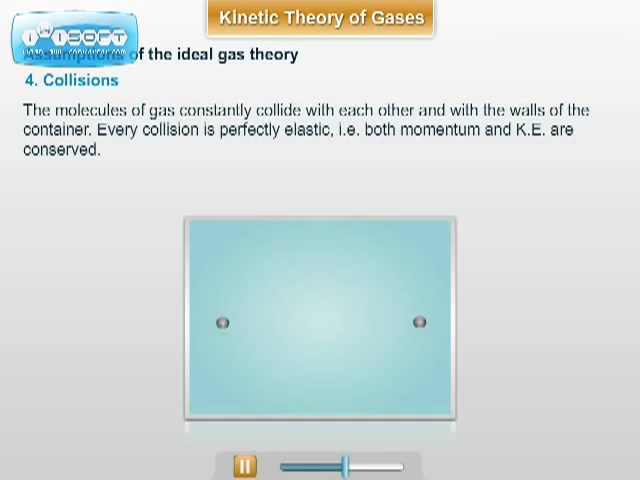 Kinetic Theory of Gases
Assumptions of the ideal gas theory
4. Collisions
The molecules of gas constantly collide with each other and with the walls of the
container. Every collision is perfectly elastic, i.e. both momentum and K.E. are
conserved.